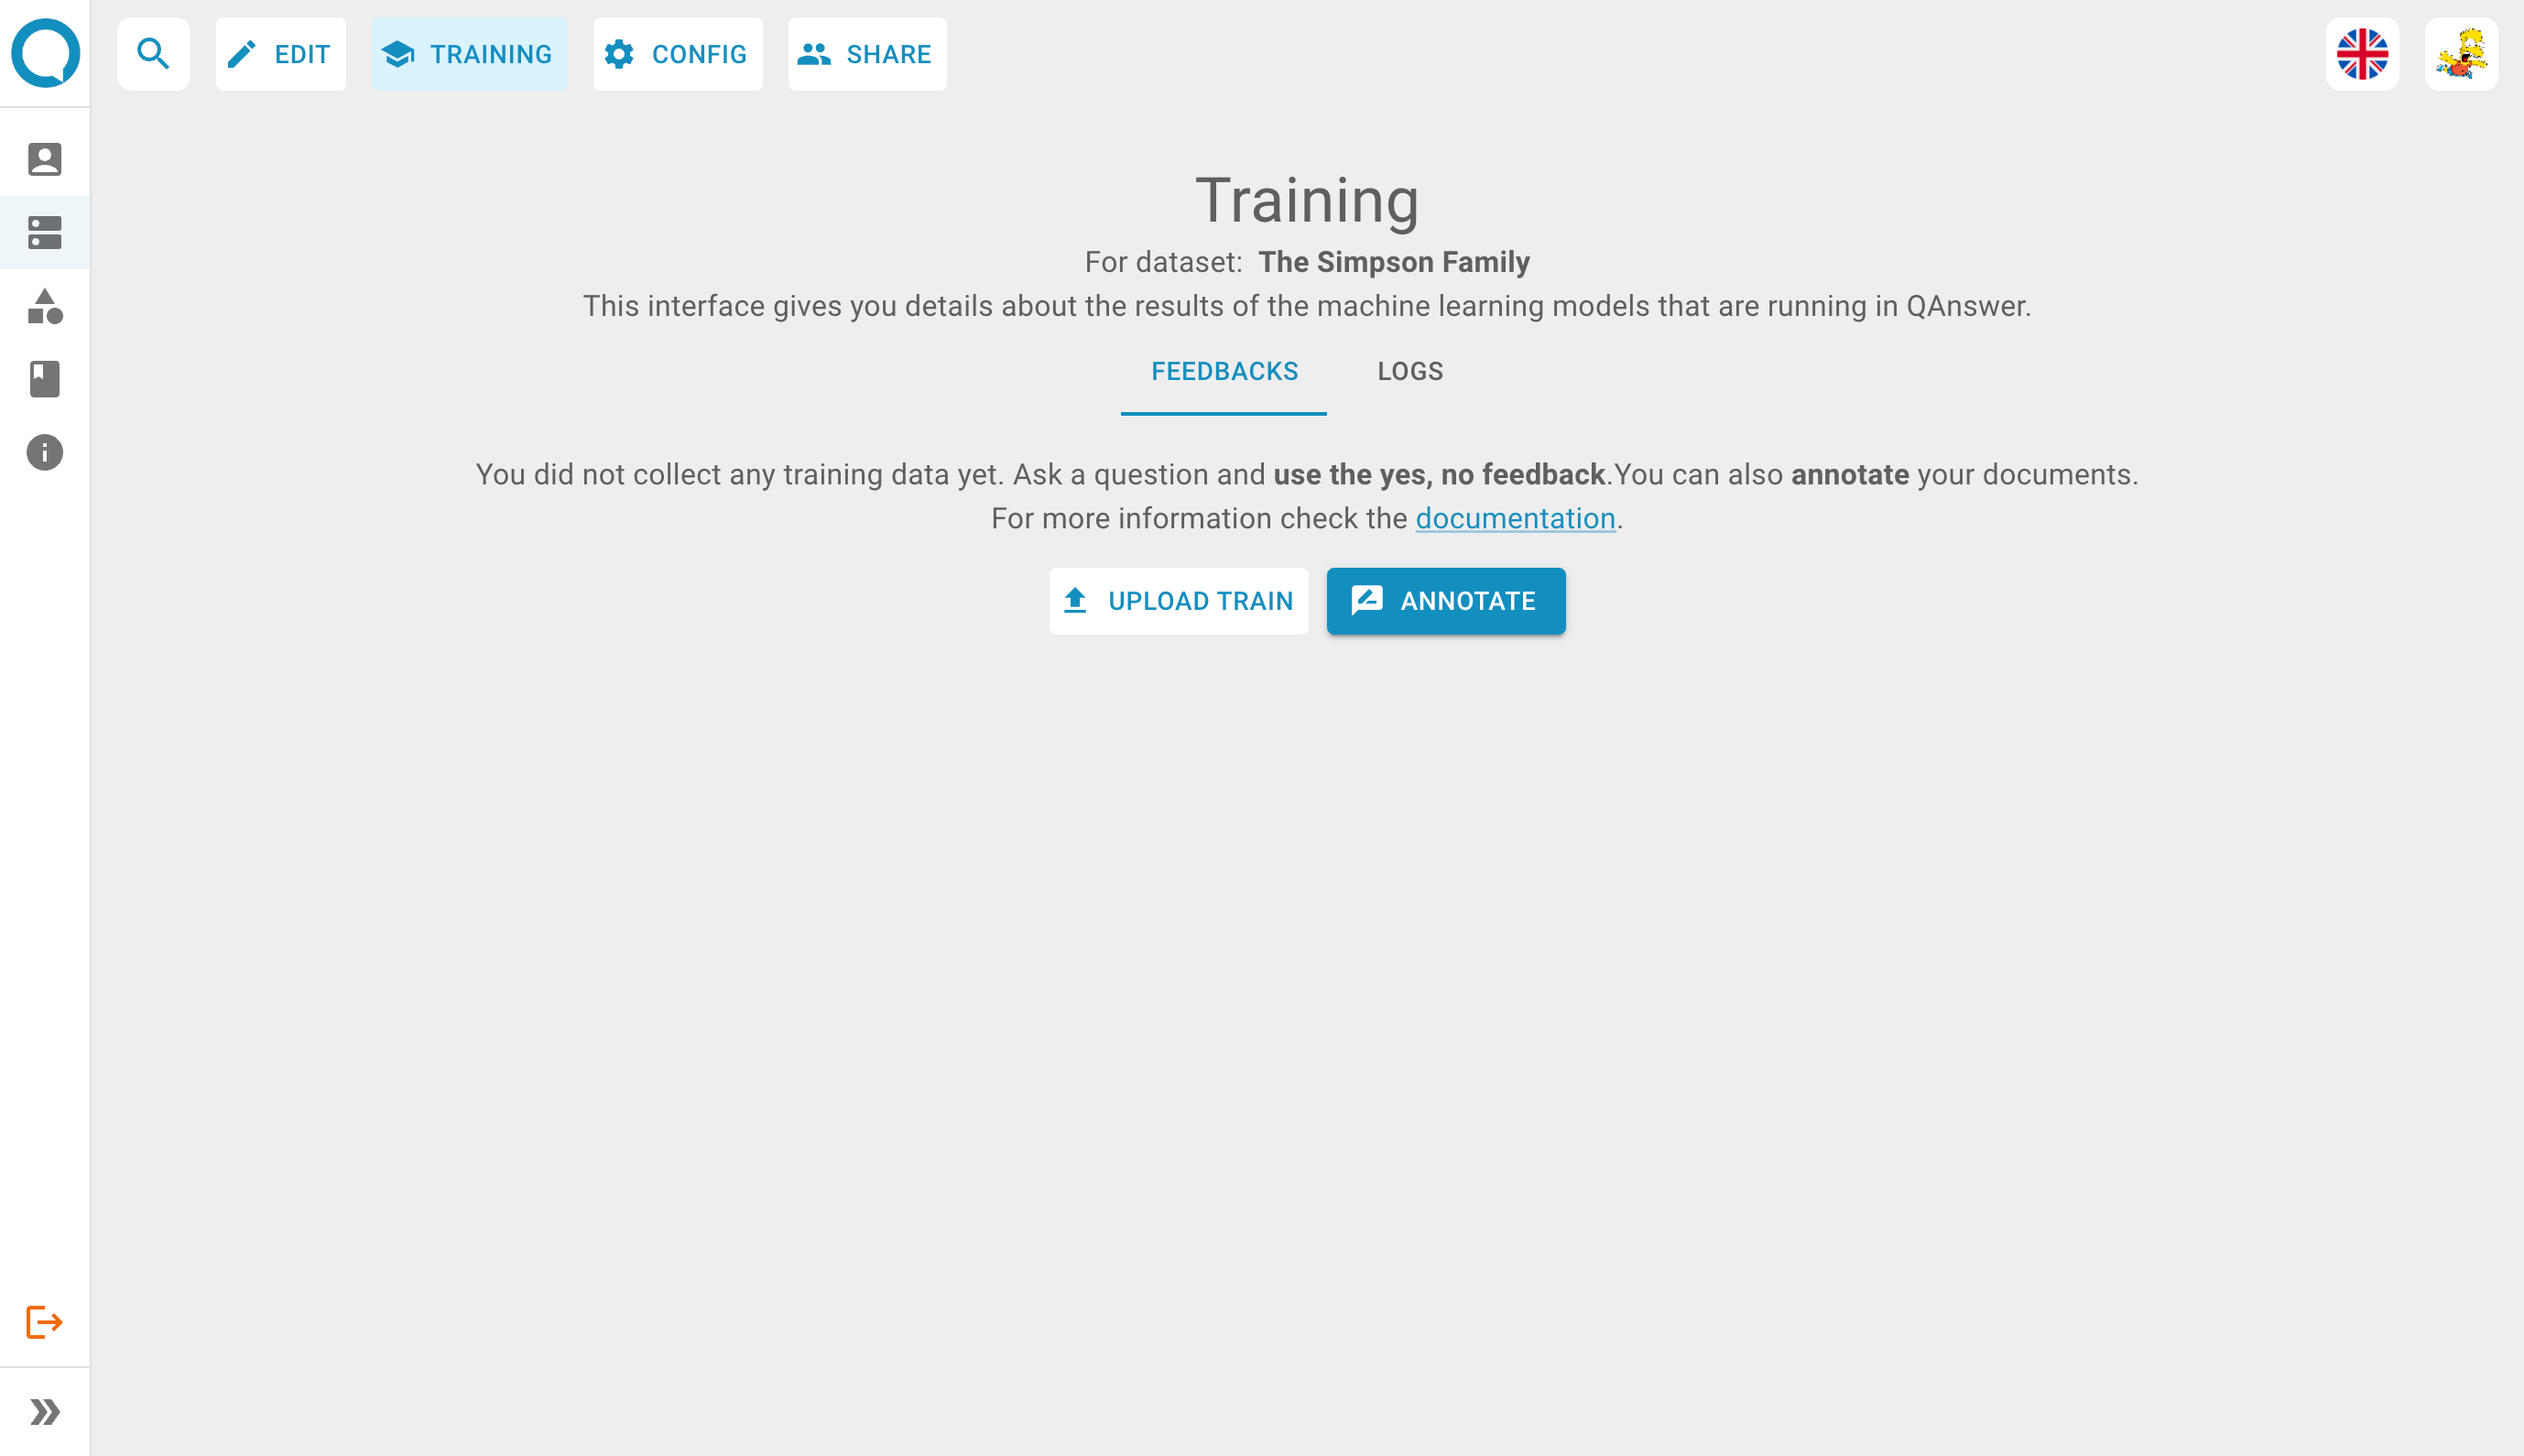 EDIT
TRAINING
CONFIG
SHARE
Training
For dataset: The Simpson Family
This interface gives you details about the results of the machine learning models that are running in QAnswer.
FEEDBACKS
LOGS
You did not collect any training data yet. Ask a question and use the yes, no feedback.You can also annotate your documents.
For more information check the documentation.
UPLOAD TRAIN
ANNOTATE